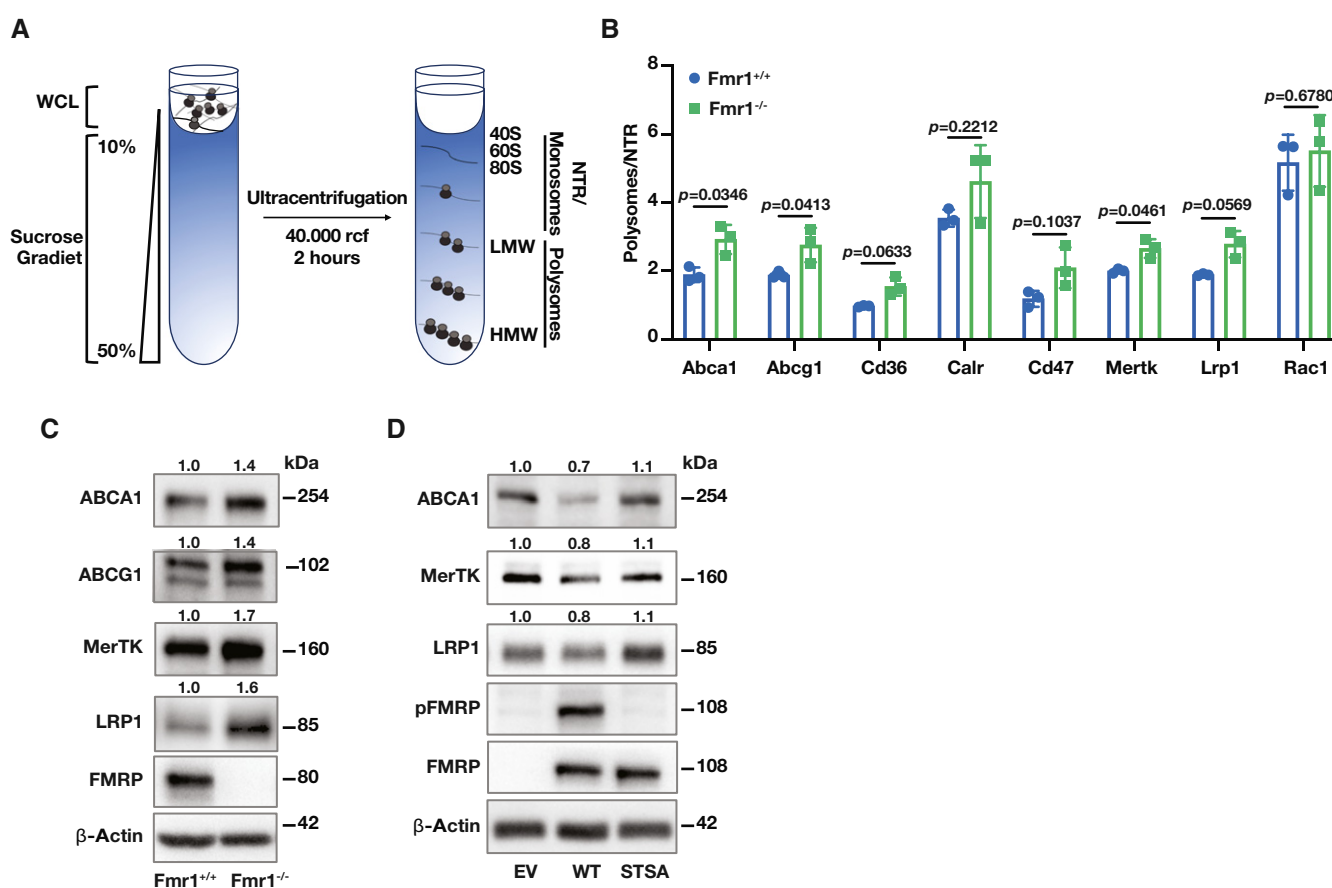 A
WCL
10%
Sucrose
Gradiet
50%
Ultracentrifugation
40.000 rcf
2 hours
40S
60S
80S
LMW
HMW
NTR/
Monosomes
Polysomes
B
Fmr1+/+
Fmr1-/-
Polysomes/NTR
8
6
4
2
0
p=0.0346
p=0.0413
p=0.0633
p=0.2212
p=0.1037
p=0.0461
p=0.0569
p=0.6780
Abca1 Abcg1 Cd36 Calr Cd47 Mertk Lrp1 Rac1
C
1.0 1.4 kDa
ABCA1 –254
1.0 1.4
ABCG1 –102
1.0 1.7
MerTK –160
1.0 1.6
LRP1 –85
FMRP –80
β-Actin –42
Fmr1+/+ Fmr1-/-
D
1.0 0.7 1.1 kDa
ABCA1 –254
1.0 0.8 1.1
MerTK –160
1.0 0.8 1.1
LRP1 –85
pFMRP –108
FMRP –108
β-Actin –42
EV WT STSA